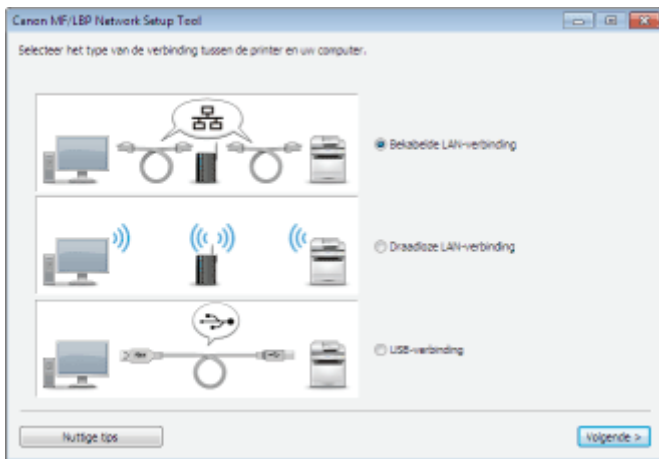 Canon MF/LBP Network Setup Tool
Selecteer het type van de verbinding tussen de printer en uw computer.
Bekabelde LAN-verbinding
Draadloze LAN-verbinding
USB-verbinding
Nuttige tips
Volgende >